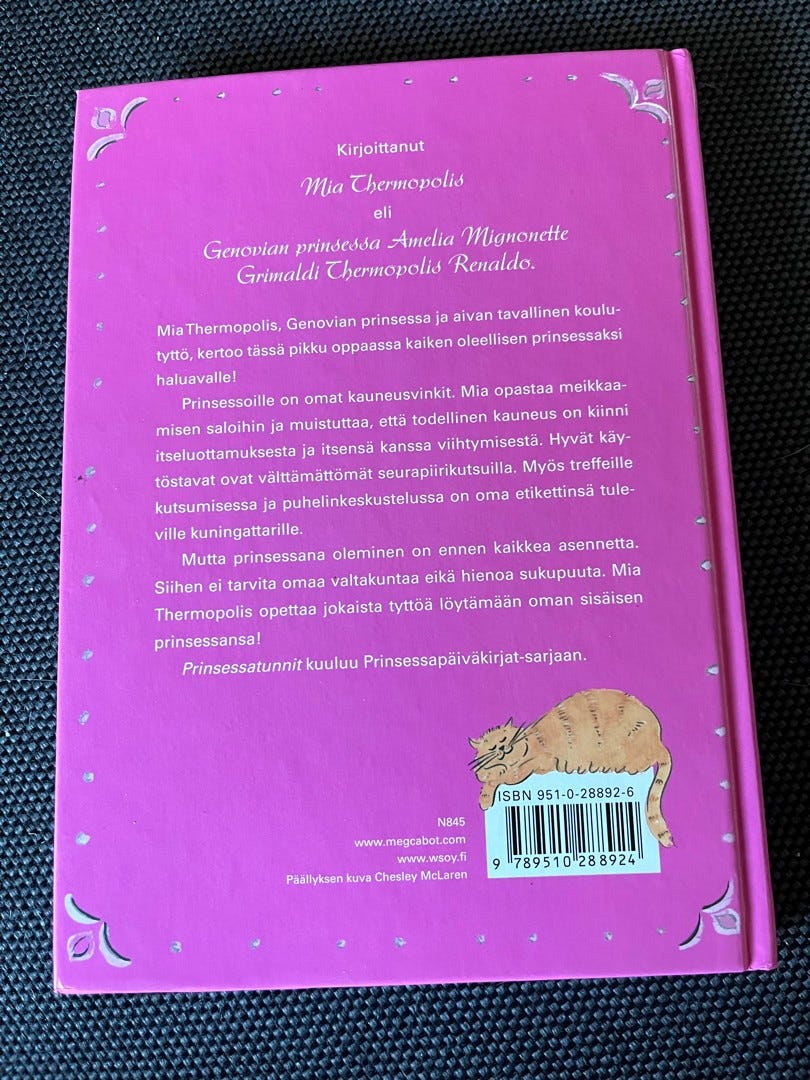 Kirjoittanut
Mia Thermopolis
eli
Genovian prinsessa Amelia Mignonette
Grimaldi Thermopolis Renaldo.
Mia Thermopolis, Genovian prinsessa ja aivan tavallinen koulu-
tyttö, kertoo tässä pikku oppaassa kaiken oleellisen prinsessaksi
haluavalle!
Prinsessoille on omat kauneusvinkit. Mia opastaa meikkaa-
misen saloihin ja muistuttaa, että todellinen kauneus on kiinni
itseluottamuksesta ja itsensä kanssa viihtymisestä. Hyvät käy-
töstavat ovat välttämättömät seurapiirikutsuilla. Myös treffeille
kutsumisessa ja puhelinkeskustelussa on oma etikettinsä tule-
ville kuningattarille.
Mutta prinsessana oleminen on ennen kaikkea asennetta.
Siihen ei tarvita omaa valtakuntaa eikä hienoa sukupuuta. Mia
Thermopolis opettaa jokaista tyttöä löytämään oman sisäisen
prinsessansa!
Prinsessatunnit kuuluu Prinsessapäiväkirjat-sarjaan.
ISBN 951-0-28892-6
N845
www.megcabot.com
www.wsoy.fi
Päällyksen kuva Chesley McLaren
9 789510 288924